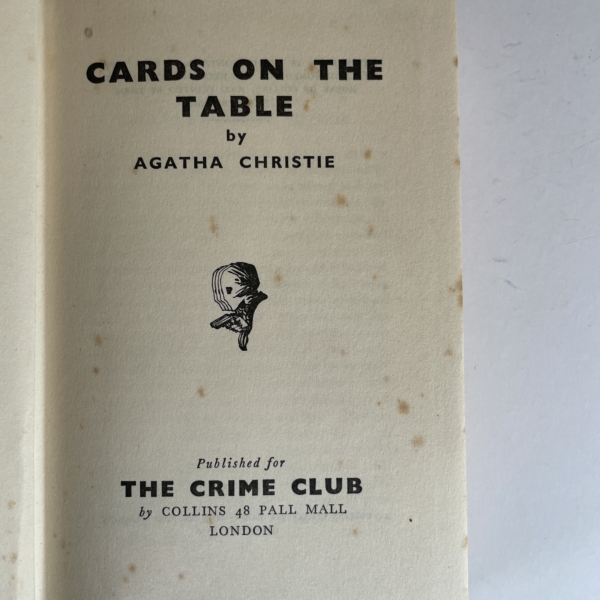 CARDS ON THE
TABLE
by
AGATHA CHRISTIE
Published for
THE CRIME CLUB
by COLLINS 48 PALL MALL
LONDON